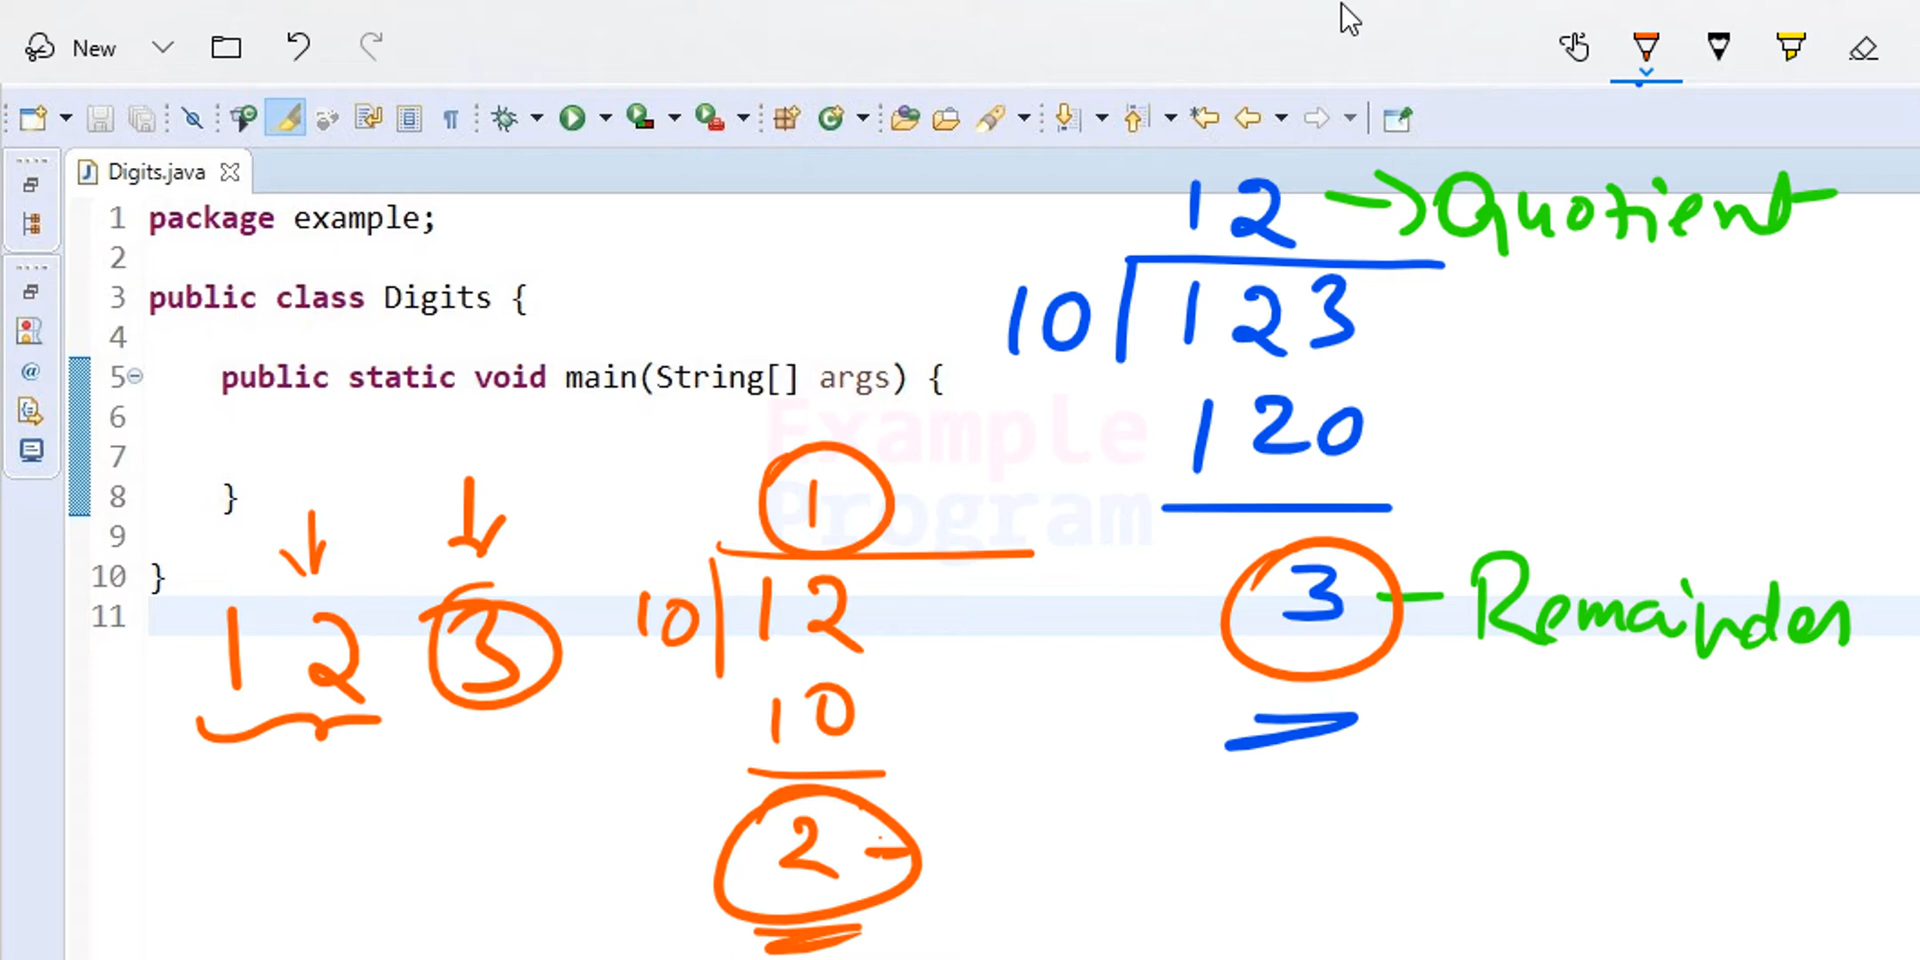 New
Digits.java
1 package example;
2
3 public class Digits {
4
5 public static void main(String[] args) {
6
7
8 }
9
10 }
11
Example
Program
12 → Quotient
10 123
120
3 - Remainder
1 2 3
1
10 12
10
2 -